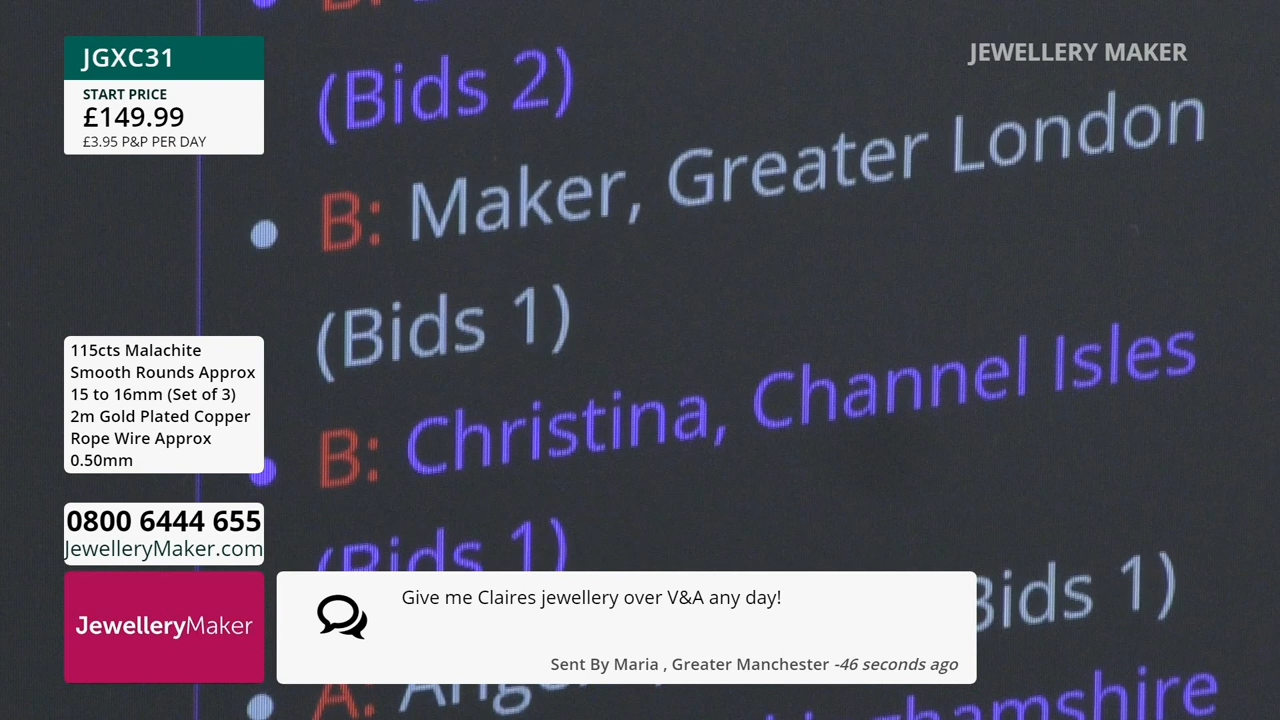 JGXC31
START PRICE
£149.99
£3.95 P&P PER DAY
JEWELLERY MAKER
B:
(Bids 2)
B: Maker, Greater London
(Bids 1)
B: Christina, Channel Isles
(Bids 1)
Bids 1)
A:
115cts Malachite
Smooth Rounds Approx
15 to 16mm (Set of 3)
2m Gold Plated Copper
Rope Wire Approx
0.50mm
0800 6444 655
JewelleryMaker.com
JewelleryMaker
Give me Claires jewellery over V&A any day!
Sent By Maria , Greater Manchester -46 seconds ago